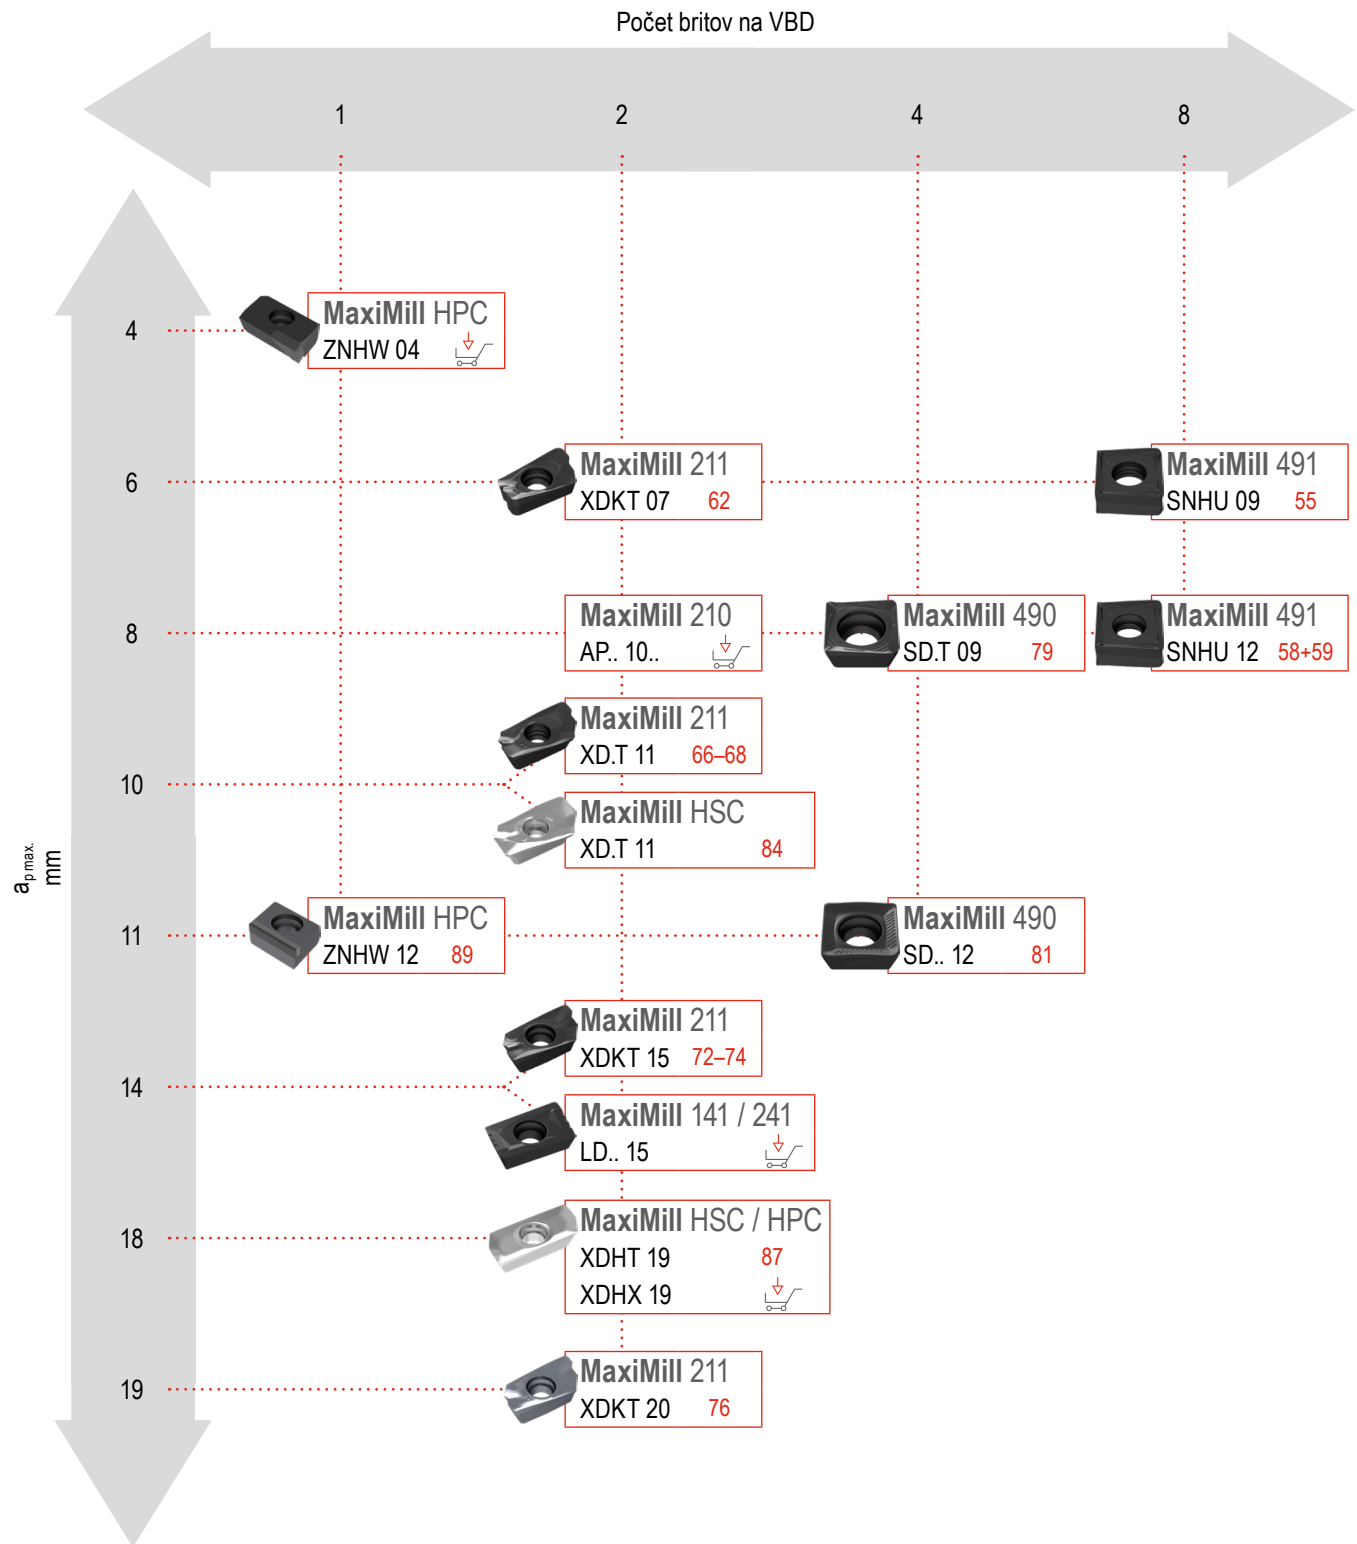 Počet britov na VBD
1
2
4
8
4
MaxiMill HPC
ZNHW 04
6
MaxiMill 211
XDKT 07 62
MaxiMill 491
SNHU 09 55
8
MaxiMill 210
AP.. 10..
MaxiMill 490
SD.T 09 79
MaxiMill 491
SNHU 12 58+59
MaxiMill 211
XD.T 11 66–68
10
MaxiMill HSC
XD.T 11 84
ap max.
mm
11
MaxiMill HPC
ZNHW 12 89
MaxiMill 490
SD.. 12 81
MaxiMill 211
XDKT 15 72–74
14
MaxiMill 141 / 241
LD.. 15
18
MaxiMill HSC / HPC
XDHT 19 87
XDHX 19
19
MaxiMill 211
XDKT 20 76